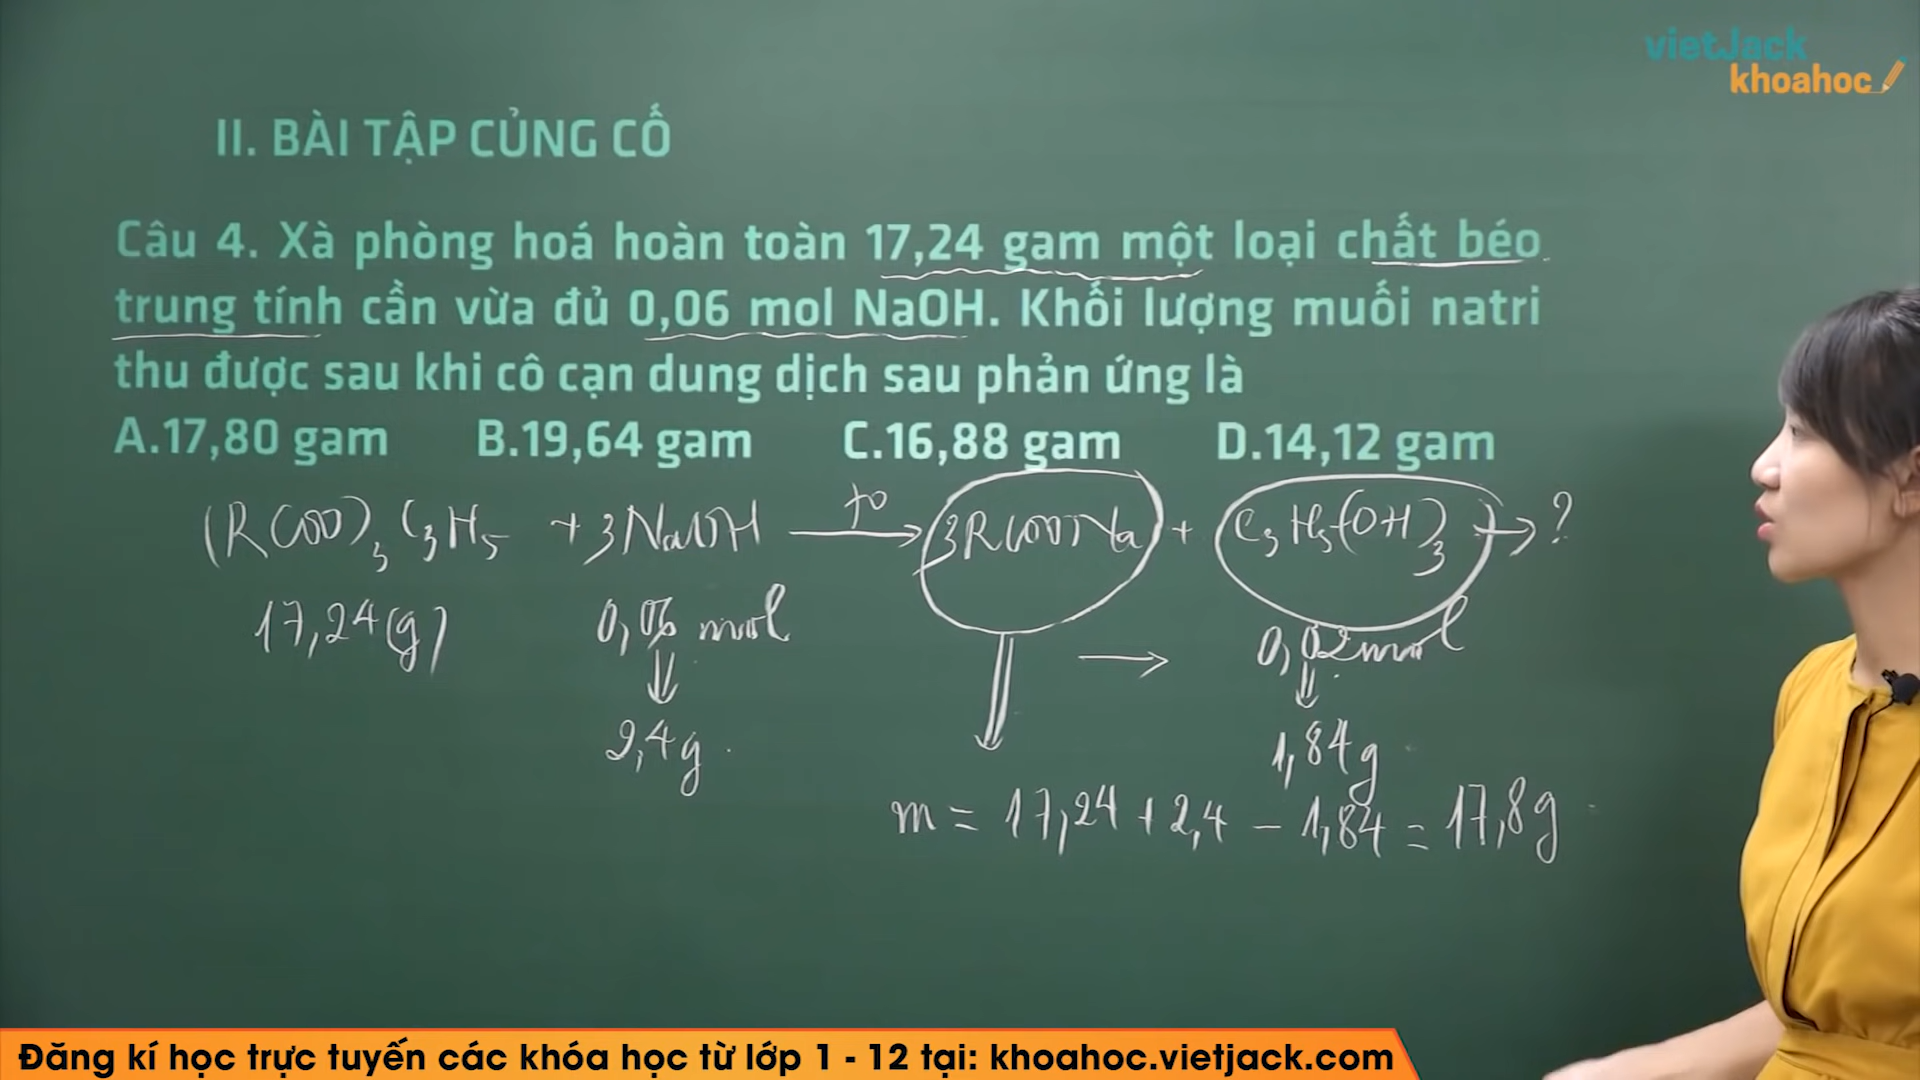 vietJack
khoahoc
II. BÀI TẬP CỦNG CỐ
Câu 4. Xà phòng hoá hoàn toàn 17,24 gam một loại chất béo
trung tính cần vừa đủ 0,06 mol NaOH. Khối lượng muối natri
thu được sau khi cô cạn dung dịch sau phản ứng là
A.17,80 gam B.19,64 gam C.16,88 gam D.14,12 gam
(RCOO)₃C₃H₅ + 3NaOH →t° 3RCOONa + C₃H₅(OH)₃ → ?
17,24(g) 0,06 mol → 0,02 mol
2,4g 1,84g
m = 17,24 + 2,4 - 1,84 = 17,8g
Đăng kí học trực tuyến các khóa học từ lớp 1 - 12 tại: khoahoc.vietjack.com